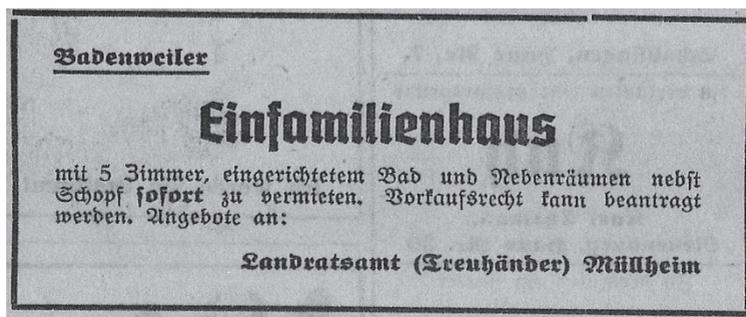 Badenweiler
Einfamilienhaus
mit 5 Zimmer, eingerichtetem Bad und Nebenräumen nebst
Schopf sofort zu vermieten. Vorkaufsrecht kann beantragt
werden. Angebote an:
Landratsamt (Treuhänder) Müllheim